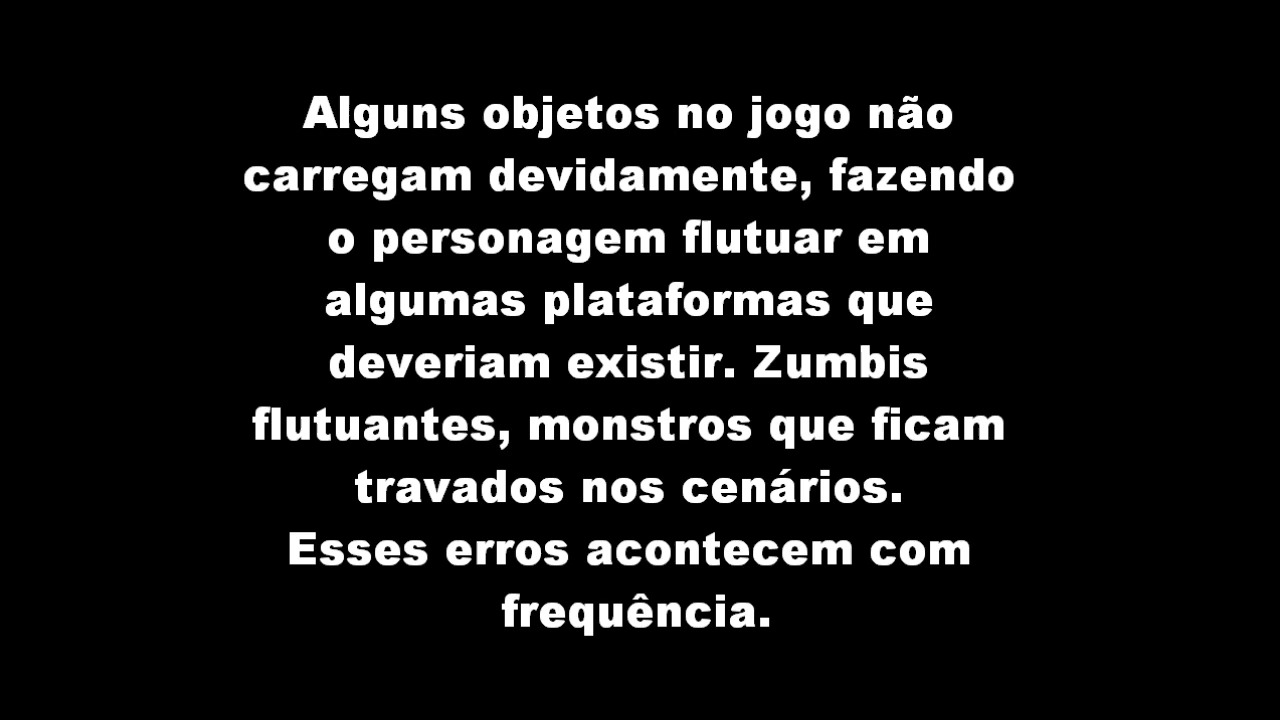 Alguns objetos no jogo não
carregam devidamente, fazendo
o personagem flutuar em
algumas plataformas que
deveriam existir. Zumbis
flutuantes, monstros que ficam
travados nos cenários.
Esses erros acontecem com
frequência.